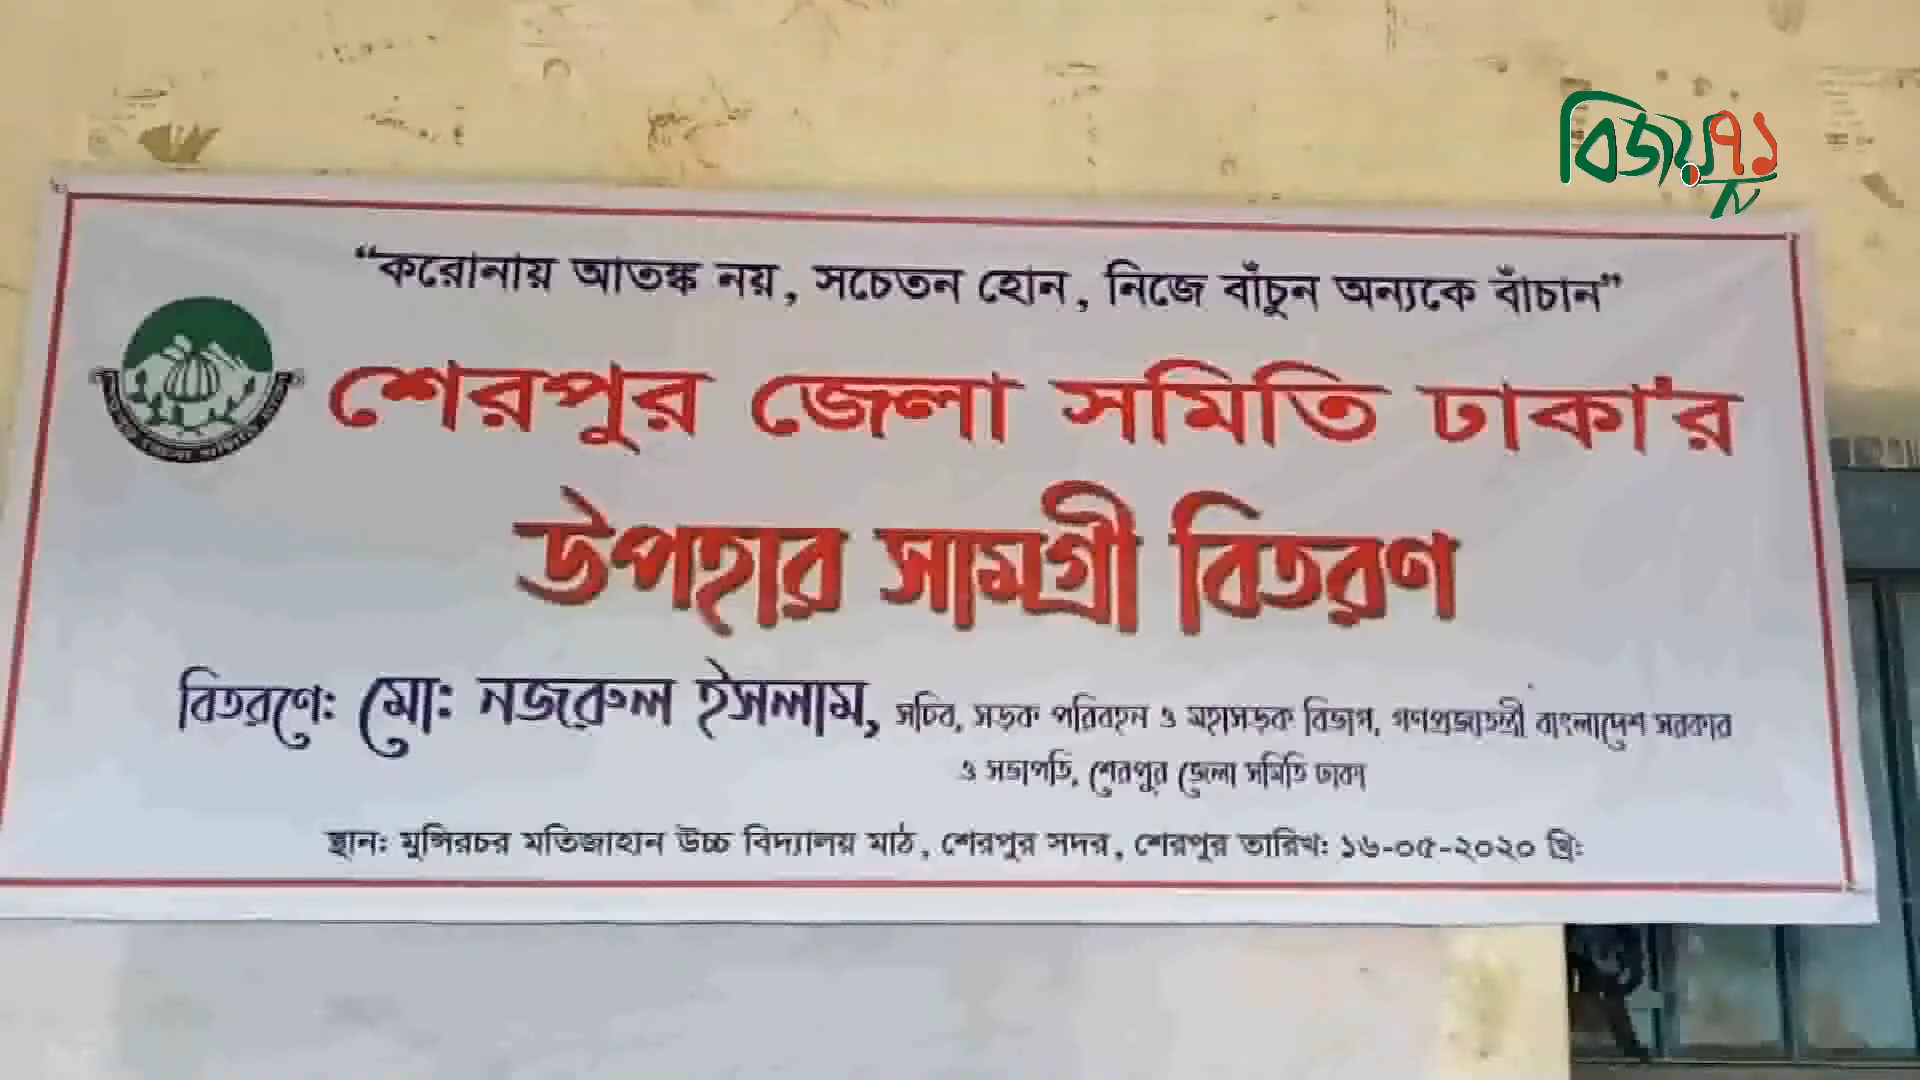 বিজয়৭১
TV
“করোনায় আতঙ্ক নয়, সচেতন হোন, নিজে বাঁচুন অন্যকে বাঁচান”
শেরপুর জেলা সমিতি ঢাকা'র
উপহার সামগ্রী বিতরণ
বিতরণে: মো: নজরুল ইসলাম, সচিব, সড়ক পরিবহন ও মহাসড়ক বিভাগ, গণপ্রজাতন্ত্রী বাংলাদেশ সরকার
ও সভাপতি, শেরপুর জেলা সমিতি ঢাকা
স্থান: মুন্সিরচর মতিজাহান উচ্চ বিদ্যালয় মাঠ, শেরপুর সদর, শেরপুর তারিখ: ১৬-০৫-২০২০ খ্রি: